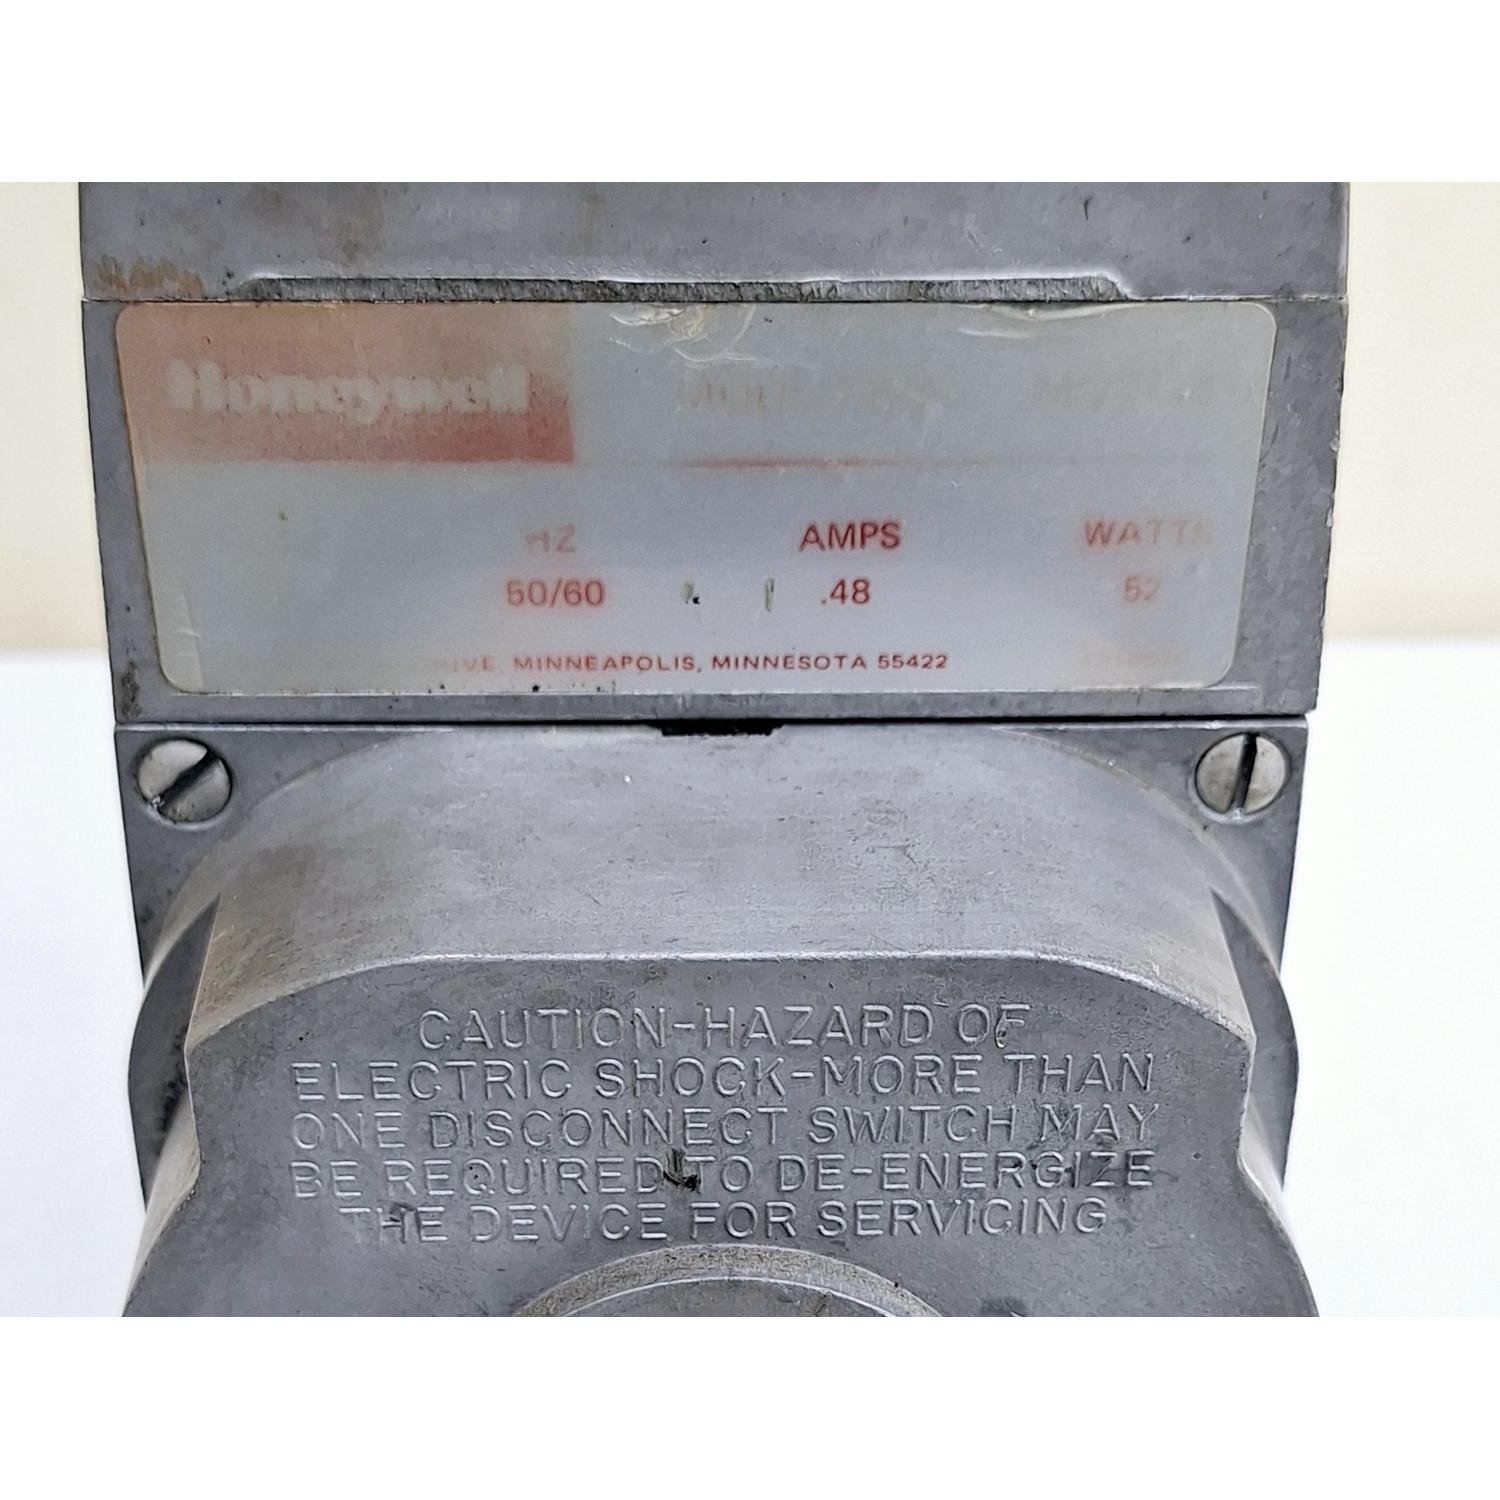 Honeywell
HZ AMPS WATTS
50/60 .48 52
MINNEAPOLIS, MINNESOTA 55422
CAUTION-HAZARD OF
ELECTRIC SHOCK-MORE THAN
ONE DISCONNECT SWITCH MAY
BE REQUIRED TO DE-ENERGIZE
THE DEVICE FOR SERVICING